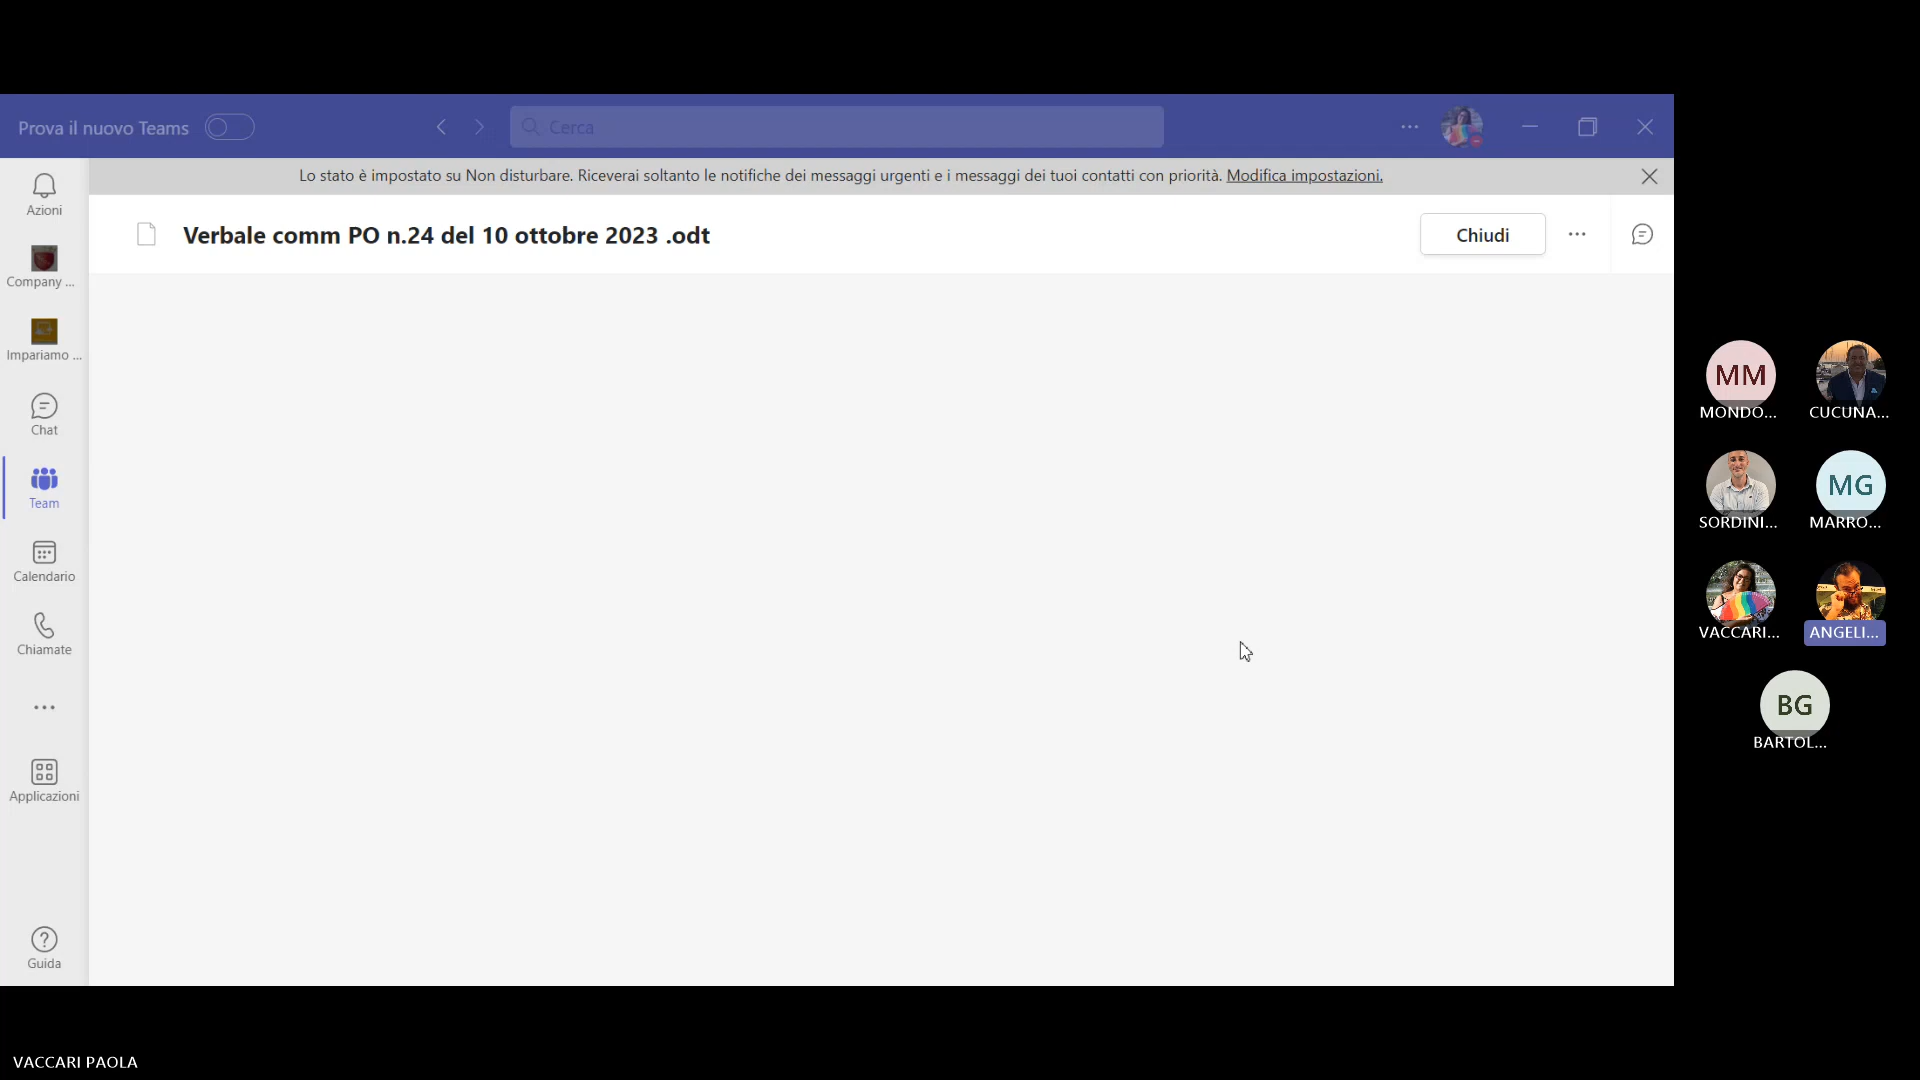 Prova il nuovo Teams
Cerca
Lo stato è impostato su Non disturbare. Riceverai soltanto le notifiche dei messaggi urgenti e i messaggi dei tuoi contatti con priorità. Modifica impostazioni.
Azioni
Company ...
Impariamo ...
Chat
Team
Calendario
Chiamate
Applicazioni
Guida
Verbale comm PO n.24 del 10 ottobre 2023 .odt
Chiudi
MM
MONDO...
CUCUNA...
SORDINI...
MG
MARRO...
VACCARI...
ANGELI...
BG
BARTOL...
VACCARI PAOLA